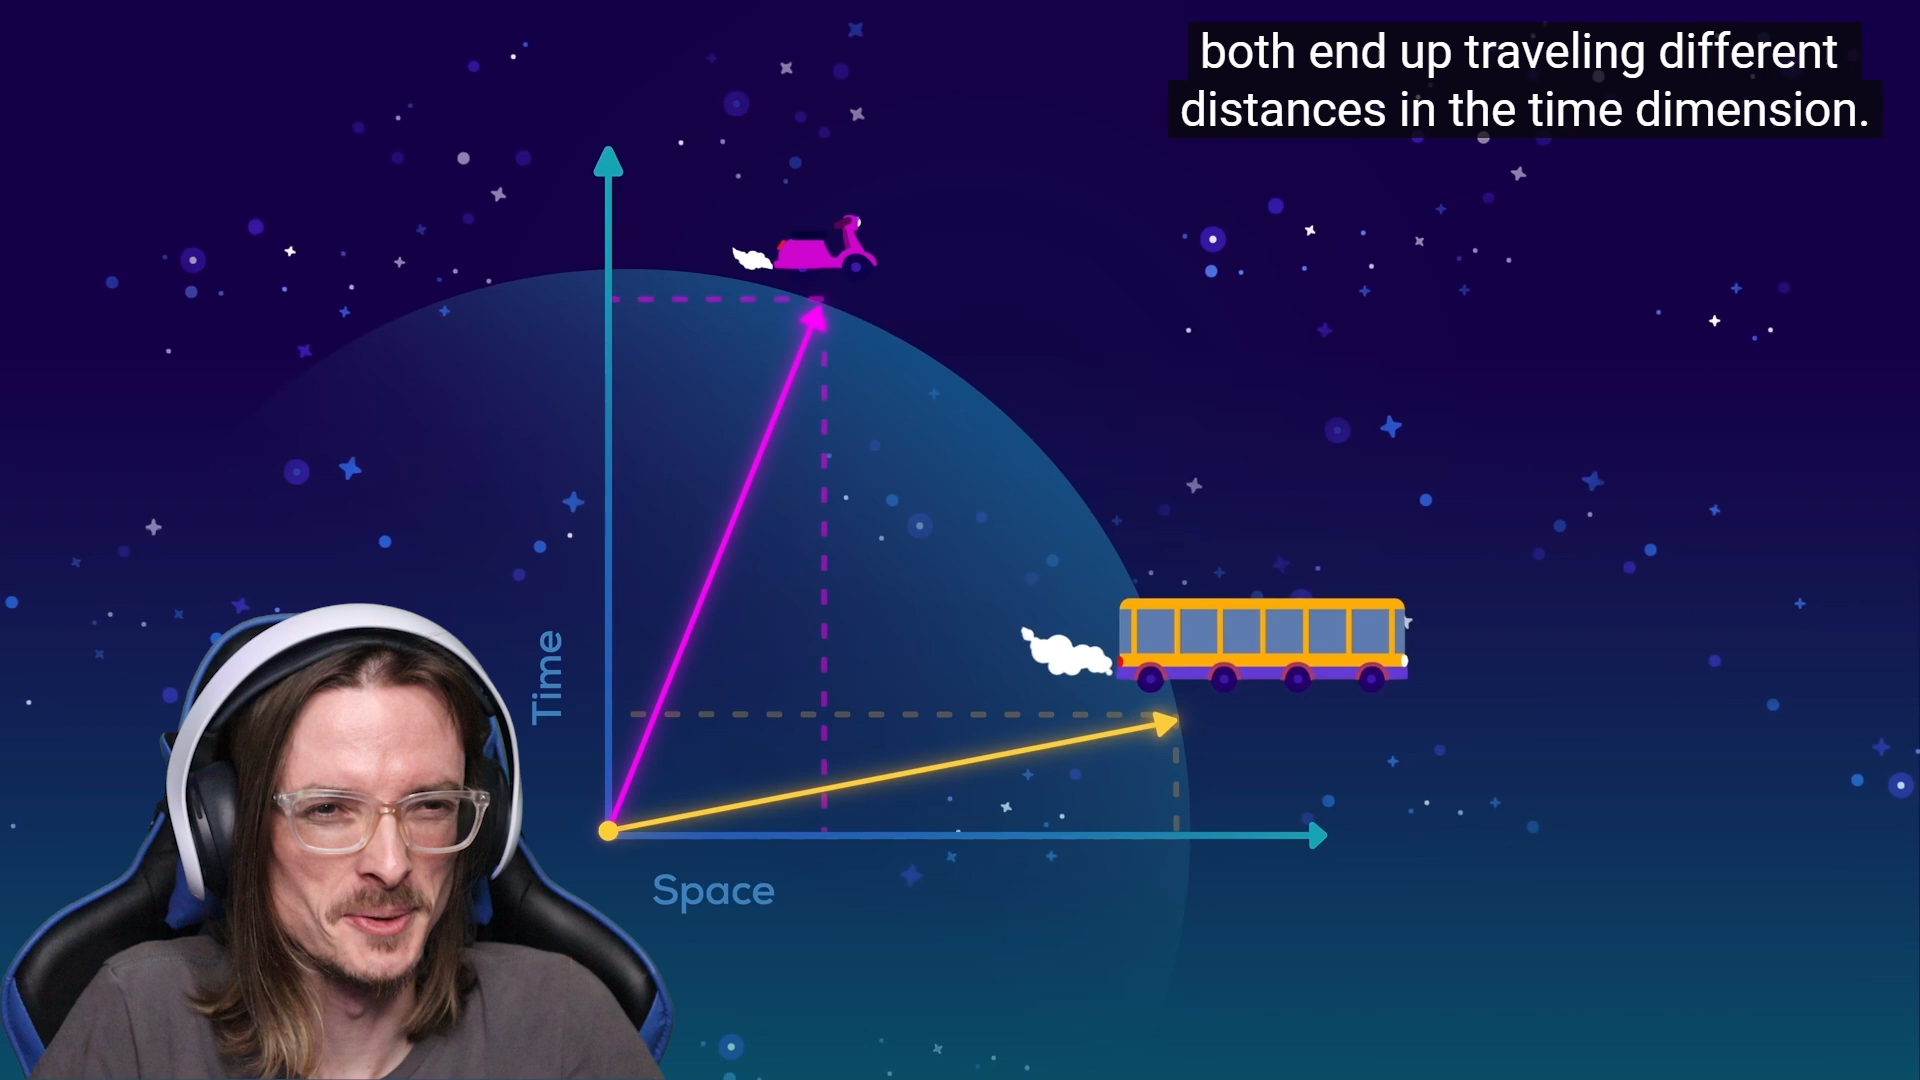 both end up traveling different
distances in the time dimension.
Time
Space